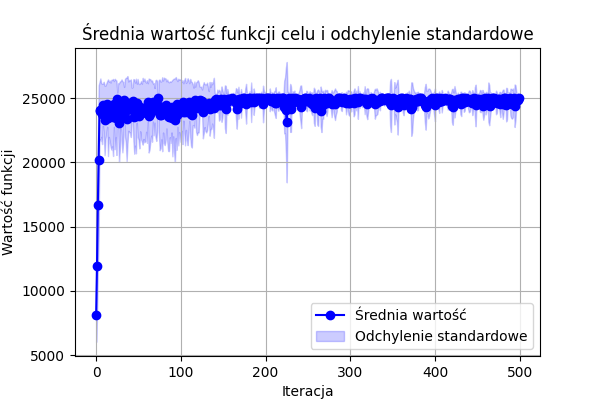 Średnia wartość funkcji celu i odchylenie standardowe
Wartość funkcji
25000
20000
15000
10000
5000
0
100
200
300
400
500
Iteracja
Średnia wartość
Odchylenie standardowe